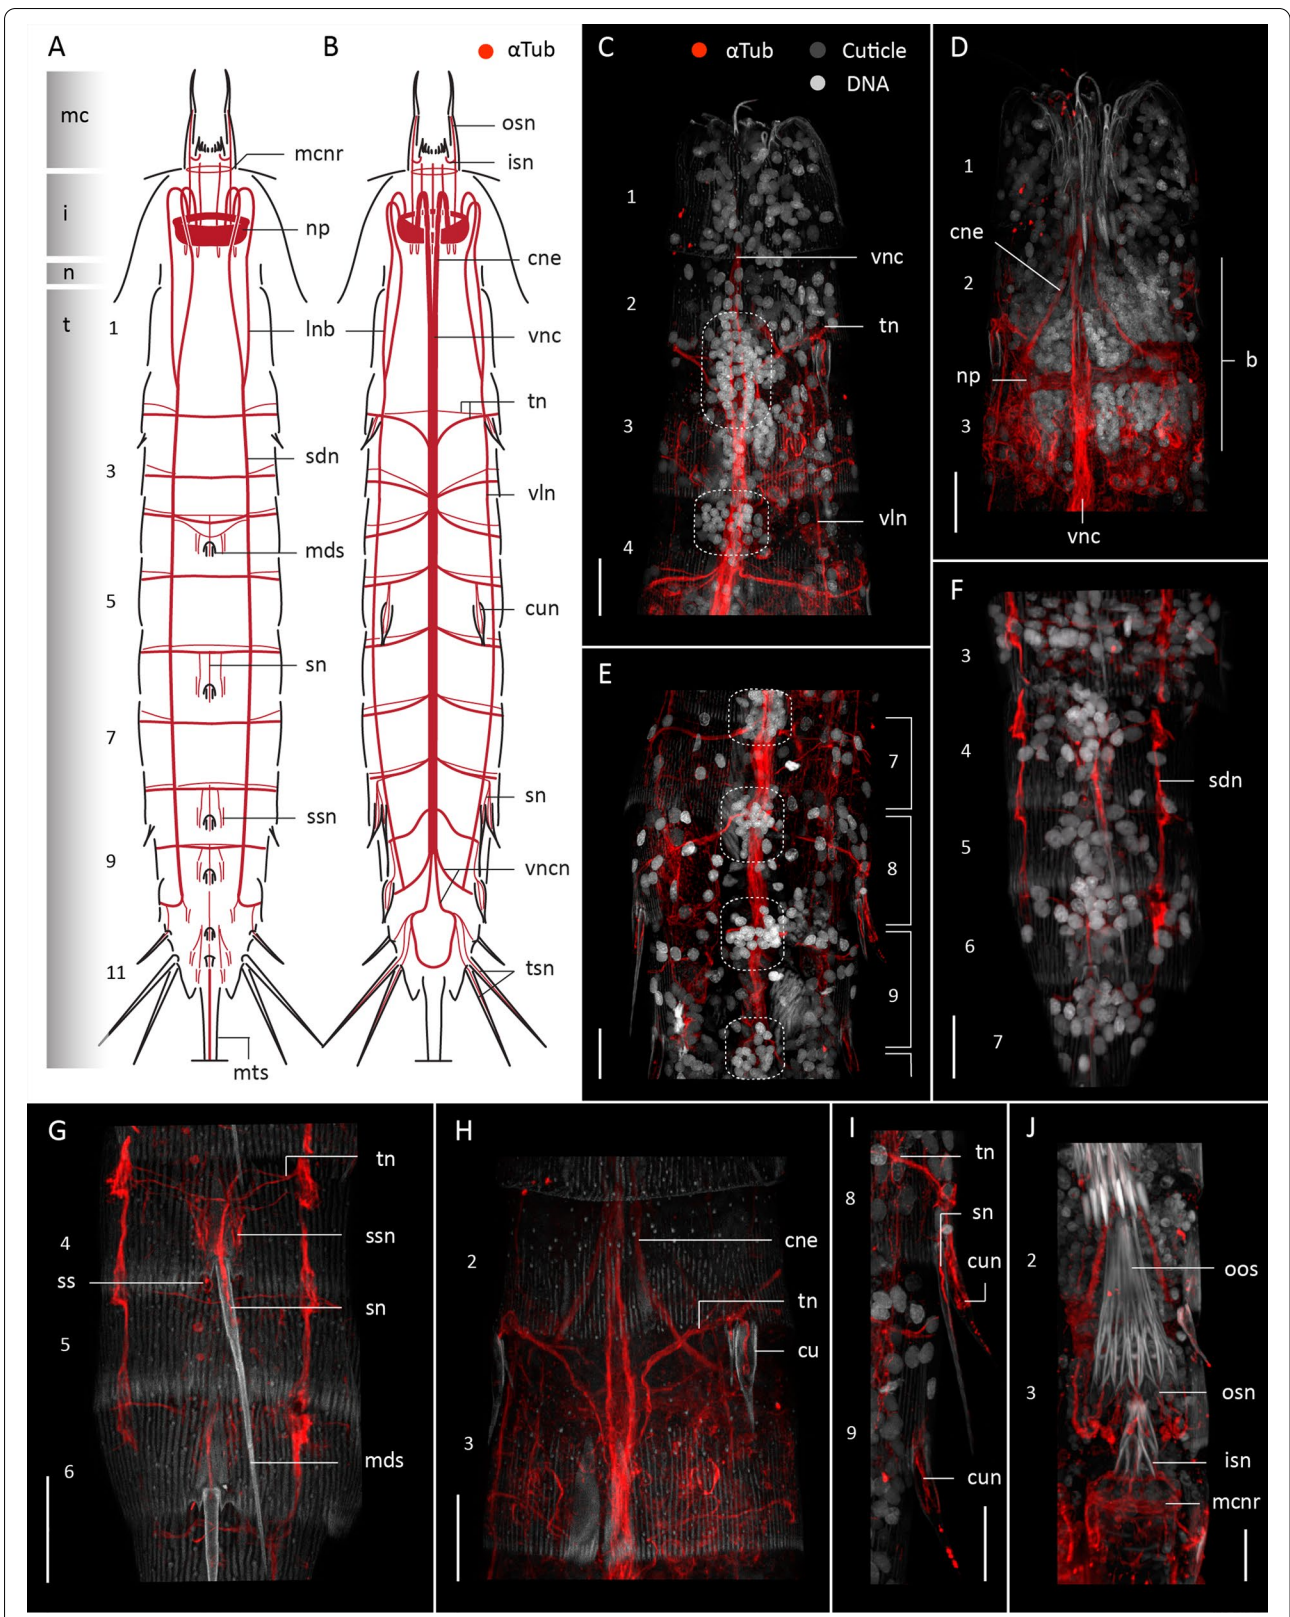 A
B
αTub
mc
i
n
t
1
3
5
7
9
11
mcnr
np
lnb
sdn
mds
sn
ssn
mts
osn
isn
cne
vnc
tn
vln
cun
sn
vncn
tsn
C
αTub
Cuticle
DNA
1
2
3
4
vnc
tn
vln
D
1
2
3
cne
np
b
vnc
E
7
8
9
F
3
4
5
6
7
sdn
G
4
5
6
tn
ssn
ss
sn
mds
H
2
3
cne
tn
cu
I
8
9
tn
sn
cun
cun
J
2
3
oos
osn
isn
mcnr